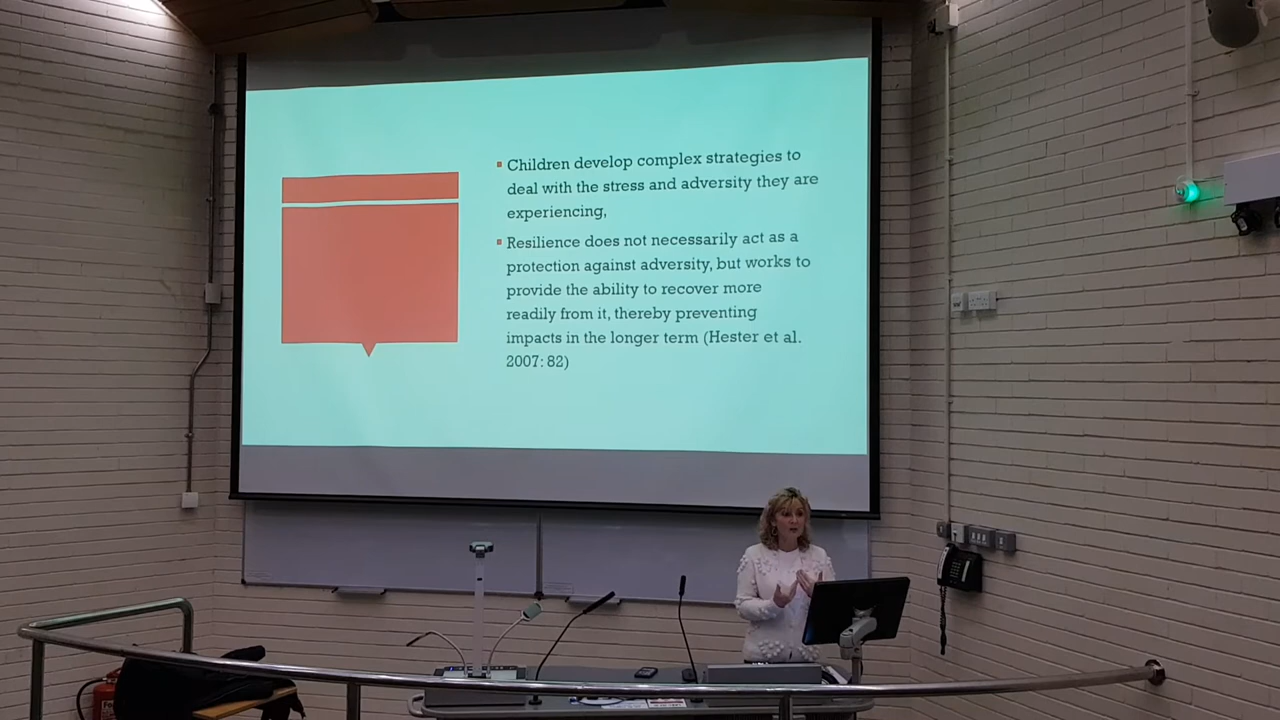 Children develop complex strategies to
deal with the stress and adversity they are
experiencing,
Resilience does not necessarily act as a
protection against adversity, but works to
provide the ability to recover more
readily from it, thereby preventing
impacts in the longer term (Hester et al.
2007: 82)